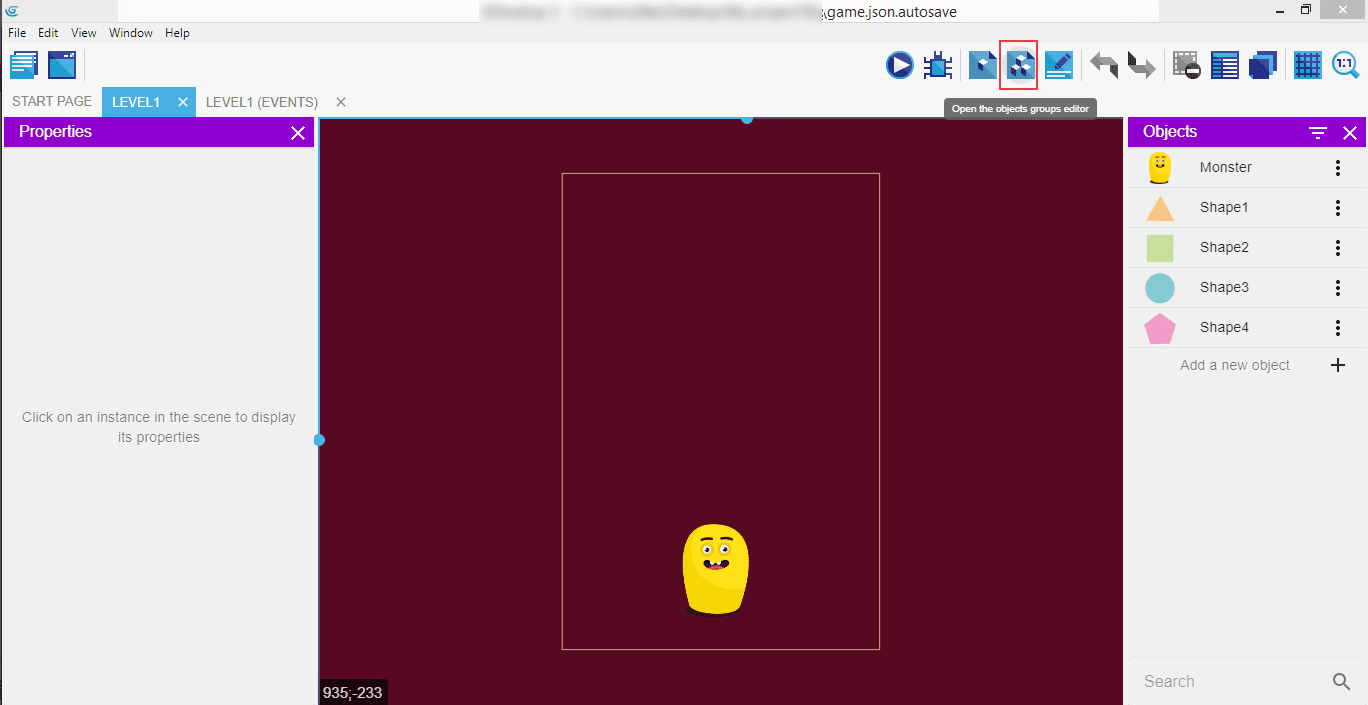 \game.json.autosave
File Edit View Window Help
1:1
START PAGE LEVEL1 LEVEL1 (EVENTS)
Open the objects groups editor
Properties
Objects
Monster
Shape1
Shape2
Shape3
Shape4
Add a new object
Click on an instance in the scene to display
its properties
935;-233
Search